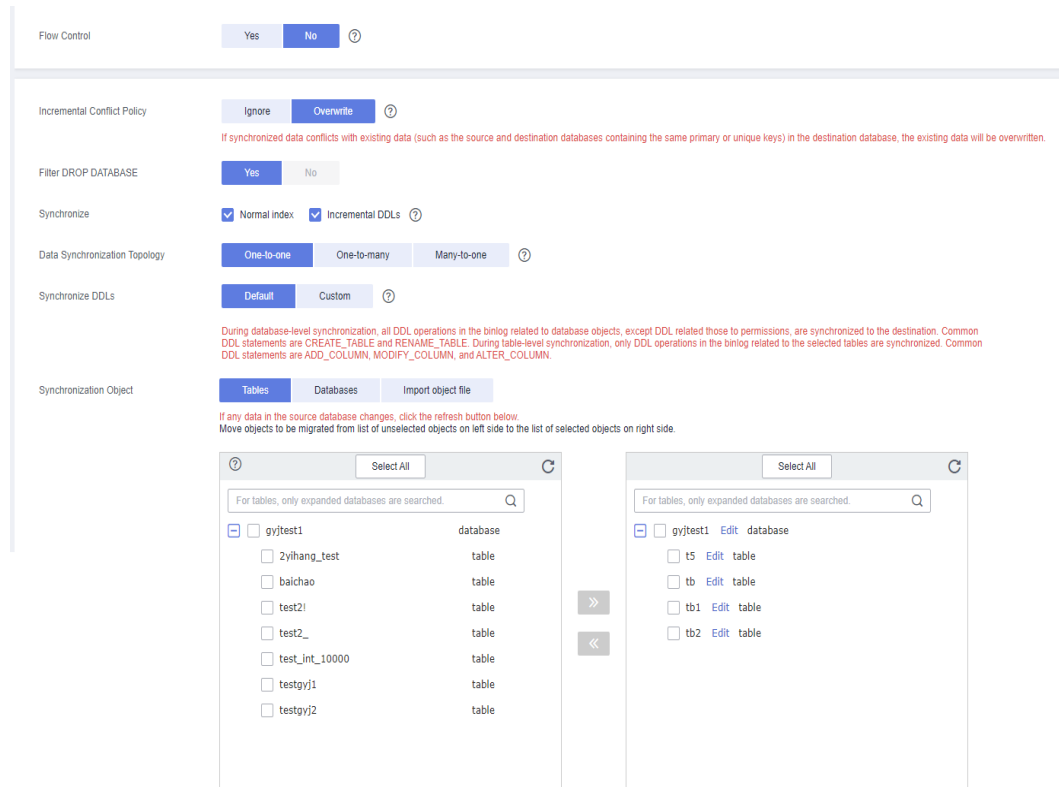 Flow Control Yes No ?
Incremental Conflict Policy Ignore Overwrite ?
If synchronized data conflicts with existing data (such as the source and destination databases containing the same primary or unique keys) in the destination database, the existing data will be overwritten.
Filter DROP DATABASE Yes No
Synchronize Normal index Incremental DDLs ?
Data Synchronization Topology One-to-one One-to-many Many-to-one ?
Synchronize DDLs Default Custom ?
During database-level synchronization, all DDL operations in the binlog related to database objects, except DDL related those to permissions, are synchronized to the destination. Common
DDL statements are CREATE_TABLE and RENAME_TABLE. During table-level synchronization, only DDL operations in the binlog related to the selected tables are synchronized. Common
DDL statements are ADD_COLUMN, MODIFY_COLUMN, and ALTER_COLUMN.
Synchronization Object Tables Databases Import object file
If any data in the source database changes, click the refresh button below.
Move objects to be migrated from list of unselected objects on left side to the list of selected objects on right side.
? Select All
For tables, only expanded databases are searched.
gyjtest1 database
2yihang_test table
baichao table
test2! table
test2_ table
test_int_10000 table
testgyj1 table
testgyj2 table
Select All
For tables, only expanded databases are searched.
gyjtest1 Edit database
t5 Edit table
tb Edit table
tb1 Edit table
tb2 Edit table